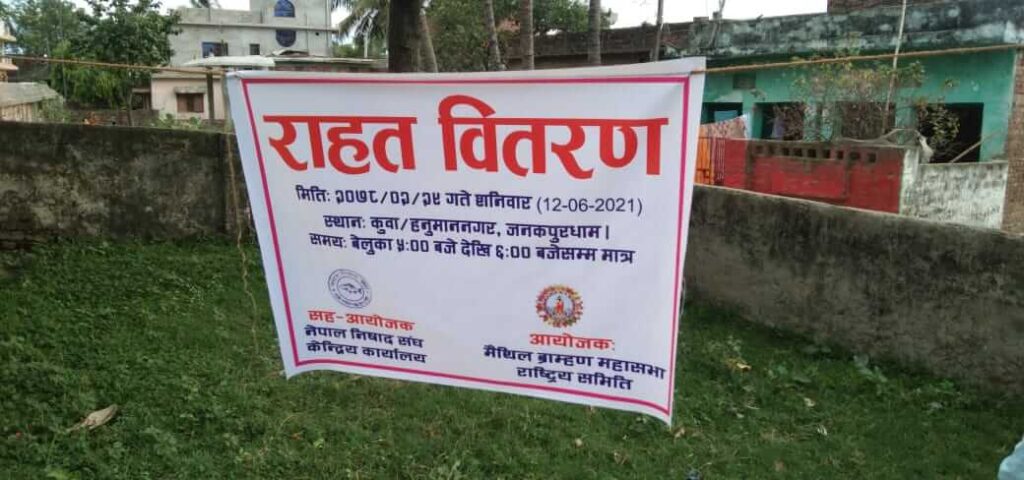 राहत वितरण
मिति: २०७८/०२/२९ गते शनिवार (12-06-2021)
स्थान: कुवा/हनुमाननगर, जनकपुरधाम।
समय: बेलुका ५:०० बजे देखि ६:०० बजेसम्म मात्र
सह-आयोजक
नेपाल निषाद संघ
केन्द्रिय कार्यालय
आयोजक:
मैथिल ब्राम्हण महासभा
राष्ट्रिय समिति